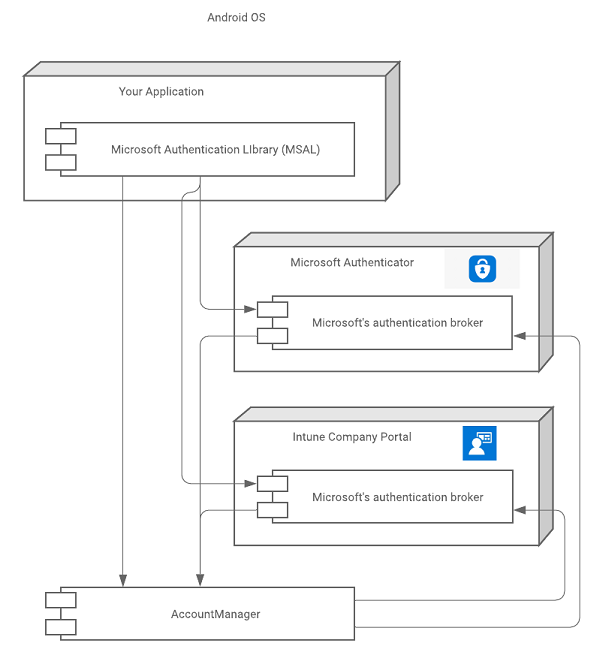 Android OS
Your Application
Microsoft Authentication LIbrary (MSAL)
Microsoft Authenticator
Microsoft's authentication broker
Intune Company Portal
Microsoft's authentication broker
AccountManager